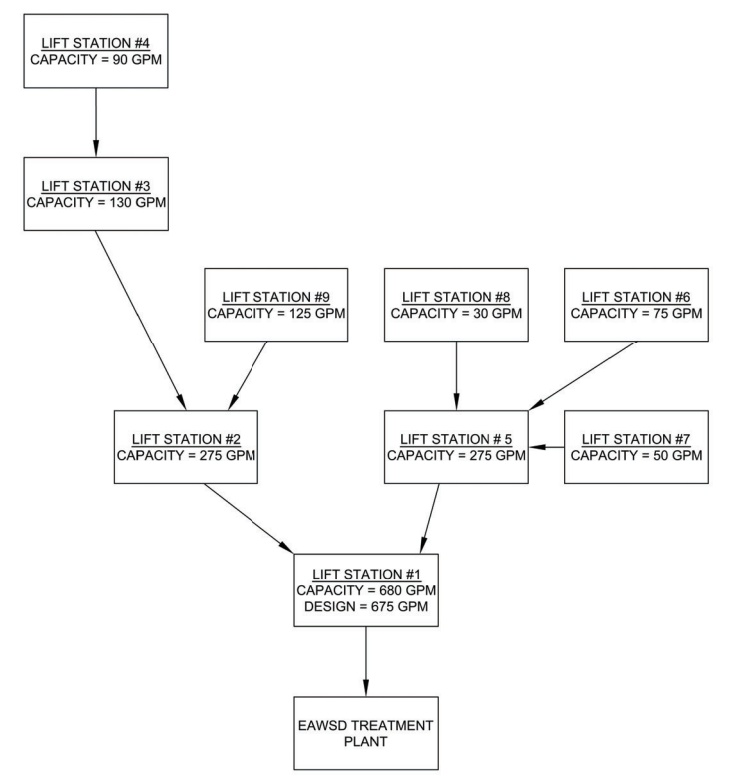 LIFT STATION #4
CAPACITY = 90 GPM
LIFT STATION #3
CAPACITY = 130 GPM
LIFT STATION #9
CAPACITY = 125 GPM
LIFT STATION #8
CAPACITY = 30 GPM
LIFT STATION #6
CAPACITY = 75 GPM
LIFT STATION #2
CAPACITY = 275 GPM
LIFT STATION # 5
CAPACITY = 275 GPM
LIFT STATION #7
CAPACITY = 50 GPM
LIFT STATION #1
CAPACITY = 680 GPM
DESIGN = 675 GPM
EAWSD TREATMENT
PLANT